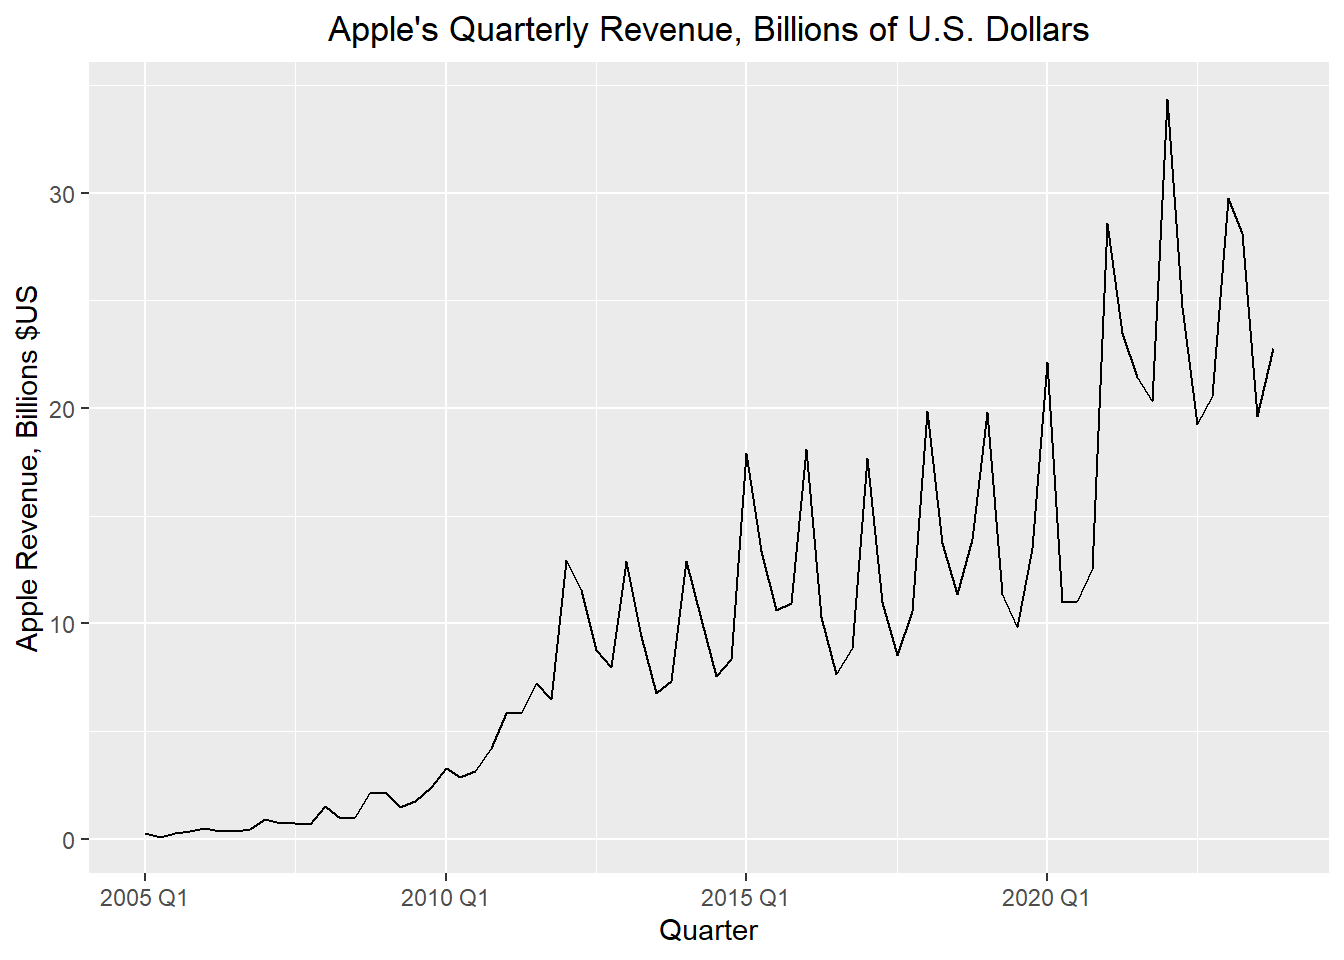 Apple's Quarterly Revenue, Billions of U.S. Dollars
Apple Revenue, Billions $US
30
20
10
0
2005 Q1
2010 Q1
2015 Q1
2020 Q1
Quarter